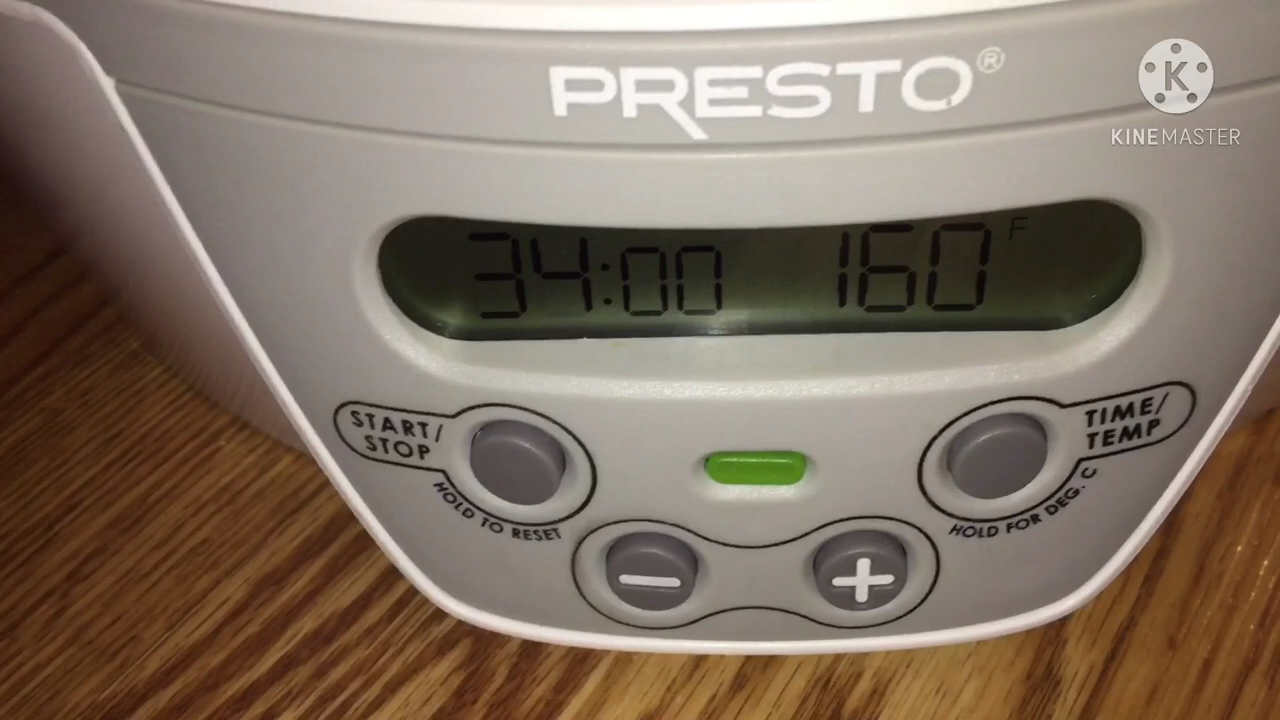 PRESTO®
K
KINEMASTER
34:00 160 F
START/
STOP
HOLD TO RESET
TIME/
TEMP
HOLD FOR DEG. C
− +